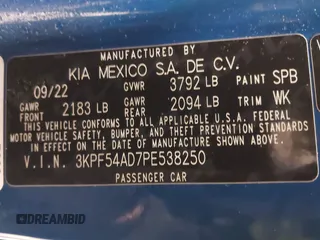 MANUFACTURED BY
KIA MEXICO S.A. DE C.V.
09/22 GVWR 3792 LB PAINT SPB
GAWR FRONT 2183 LB GAWR REAR 2094 LB TRIM WK
THIS VEHICLE CONFORMS TO ALL APPLICABLE U.S. FEDERAL
MOTOR VEHICLE SAFETY, BUMPER, AND THEFT PREVENTION
STANDARDS IN EFFECT ON THE DATE OF MANUFACTURE SHOWN ABOVE.
V.I.N. 3KPF54AD7PE538250
PASSENGER CAR
DREAMBID